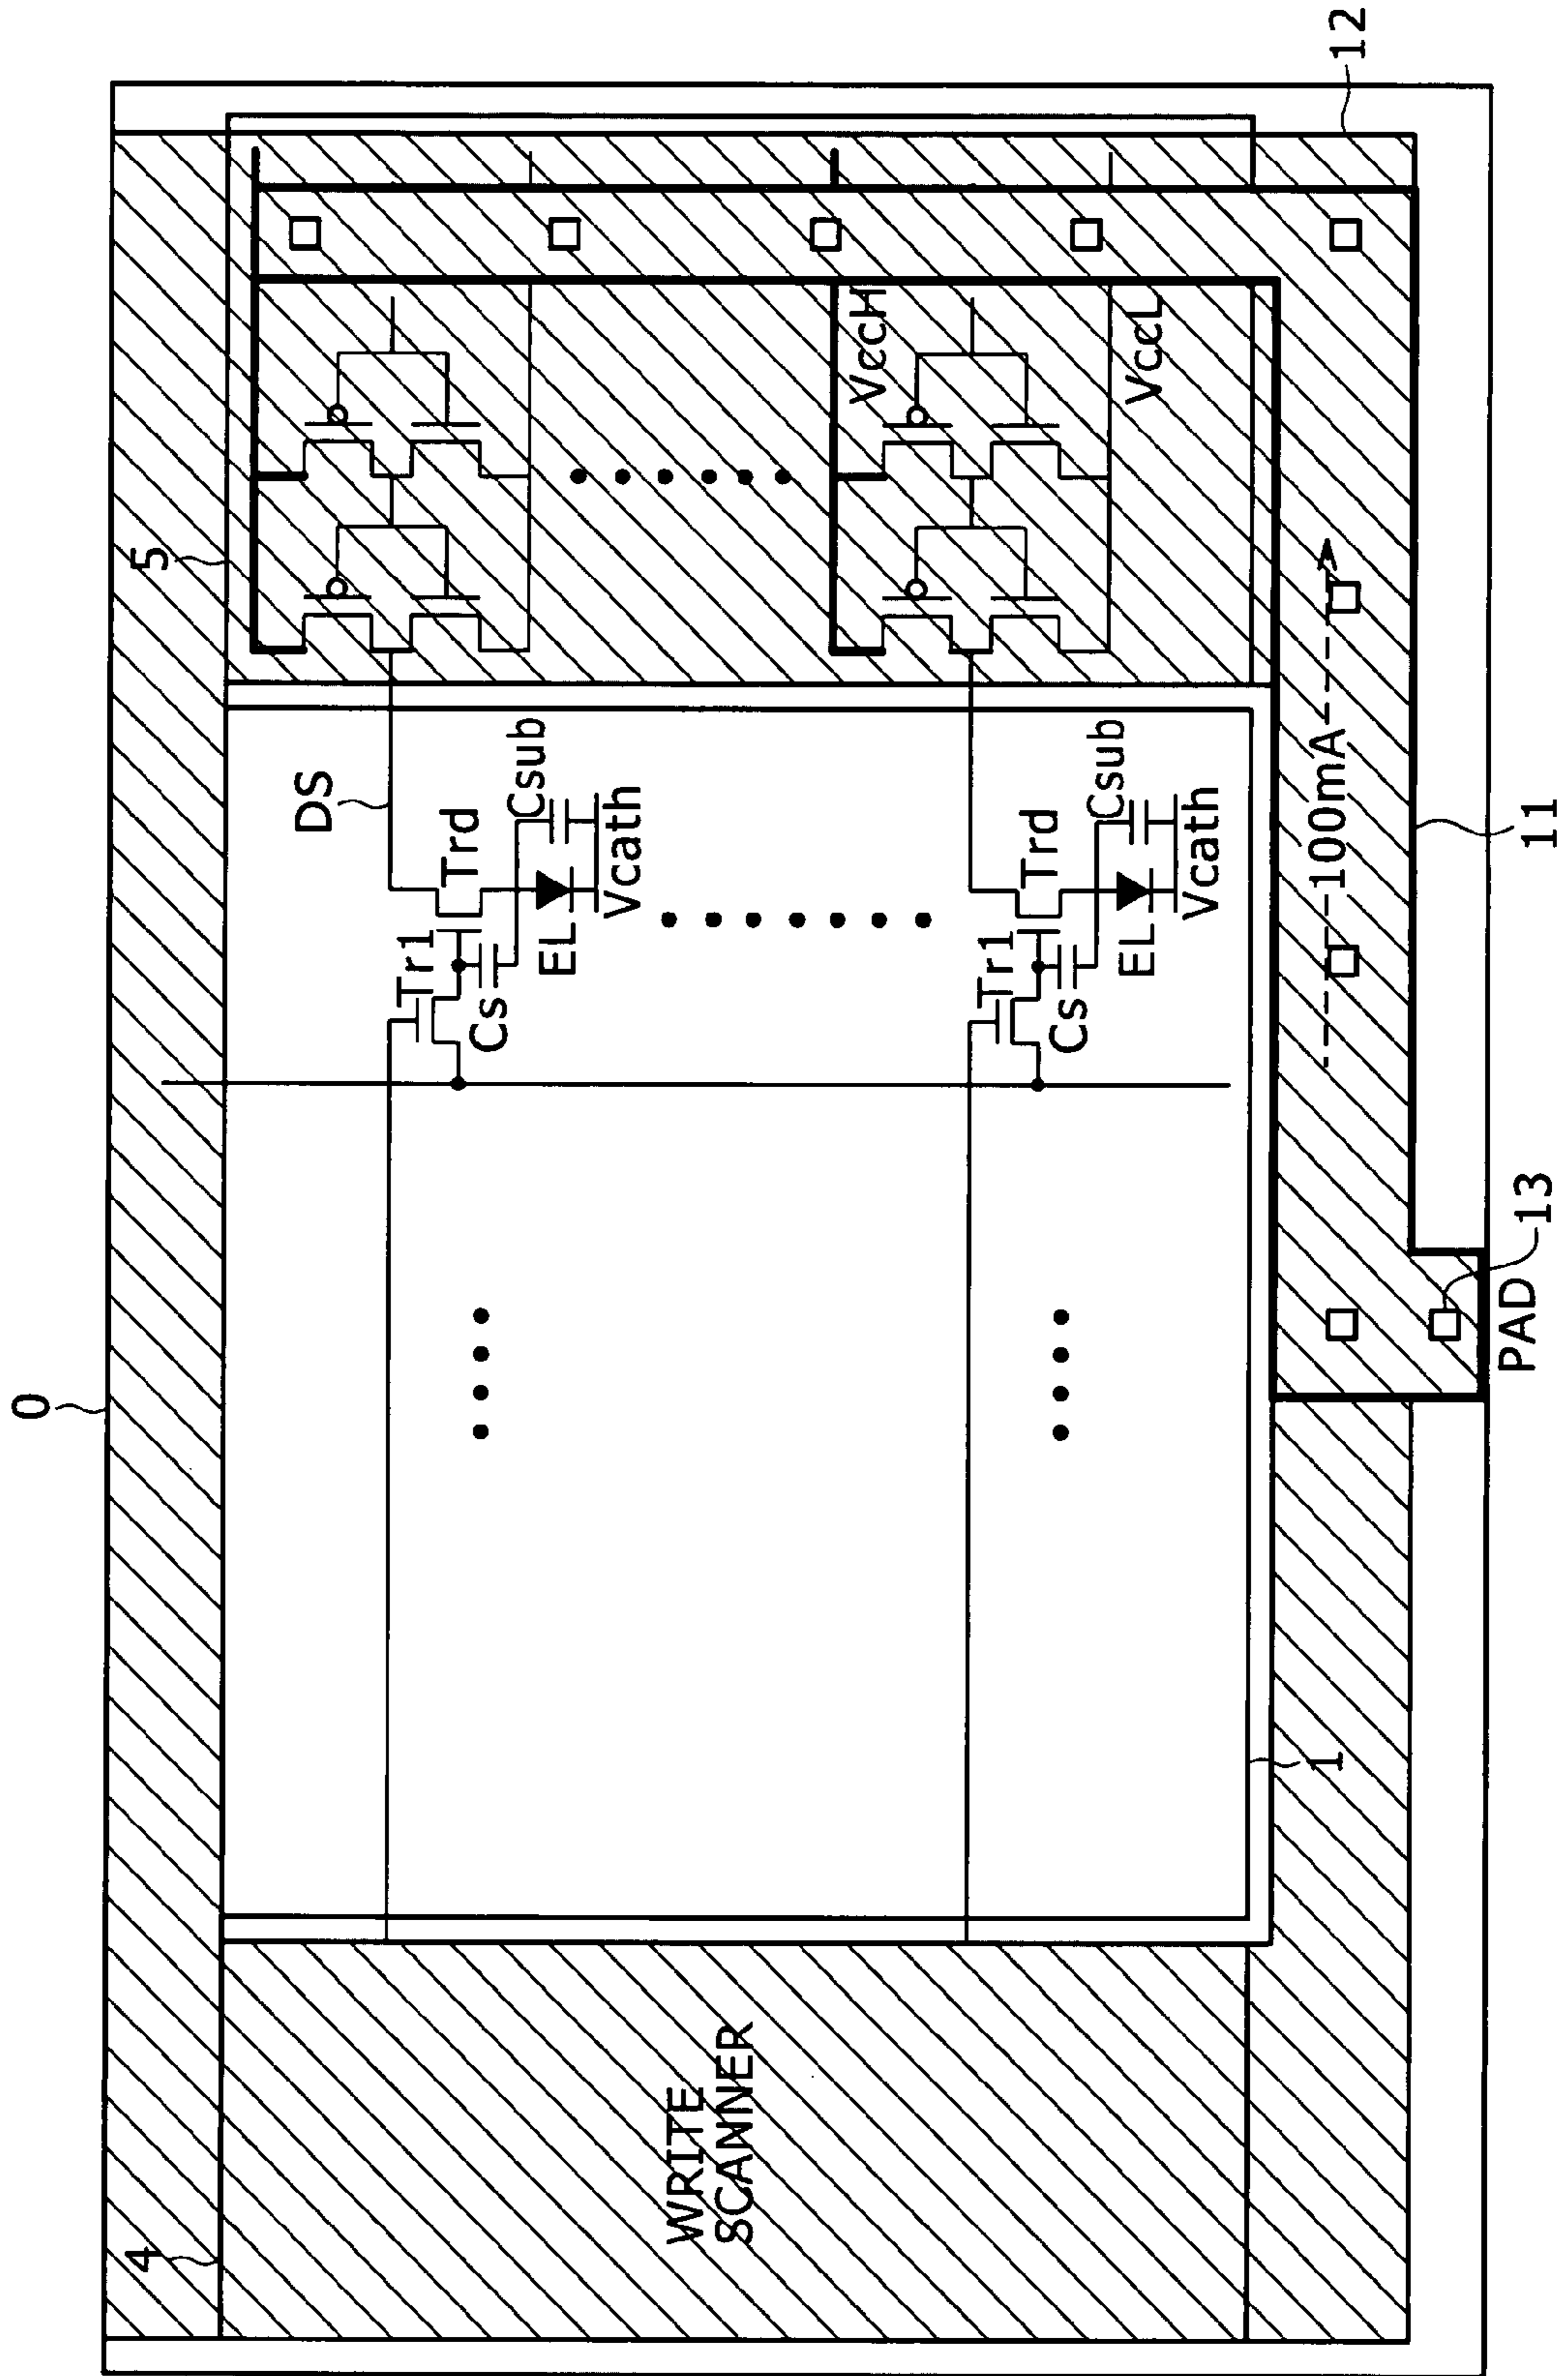 0
4
5
DS
Tr1
Trd
Cs
Csub
EL
Vcath
WRITE
SCANNER
VccH
Tr1
Trd
Cs
Csub
EL
VccL
Vcath
1
100mA
12
PAD
13
11